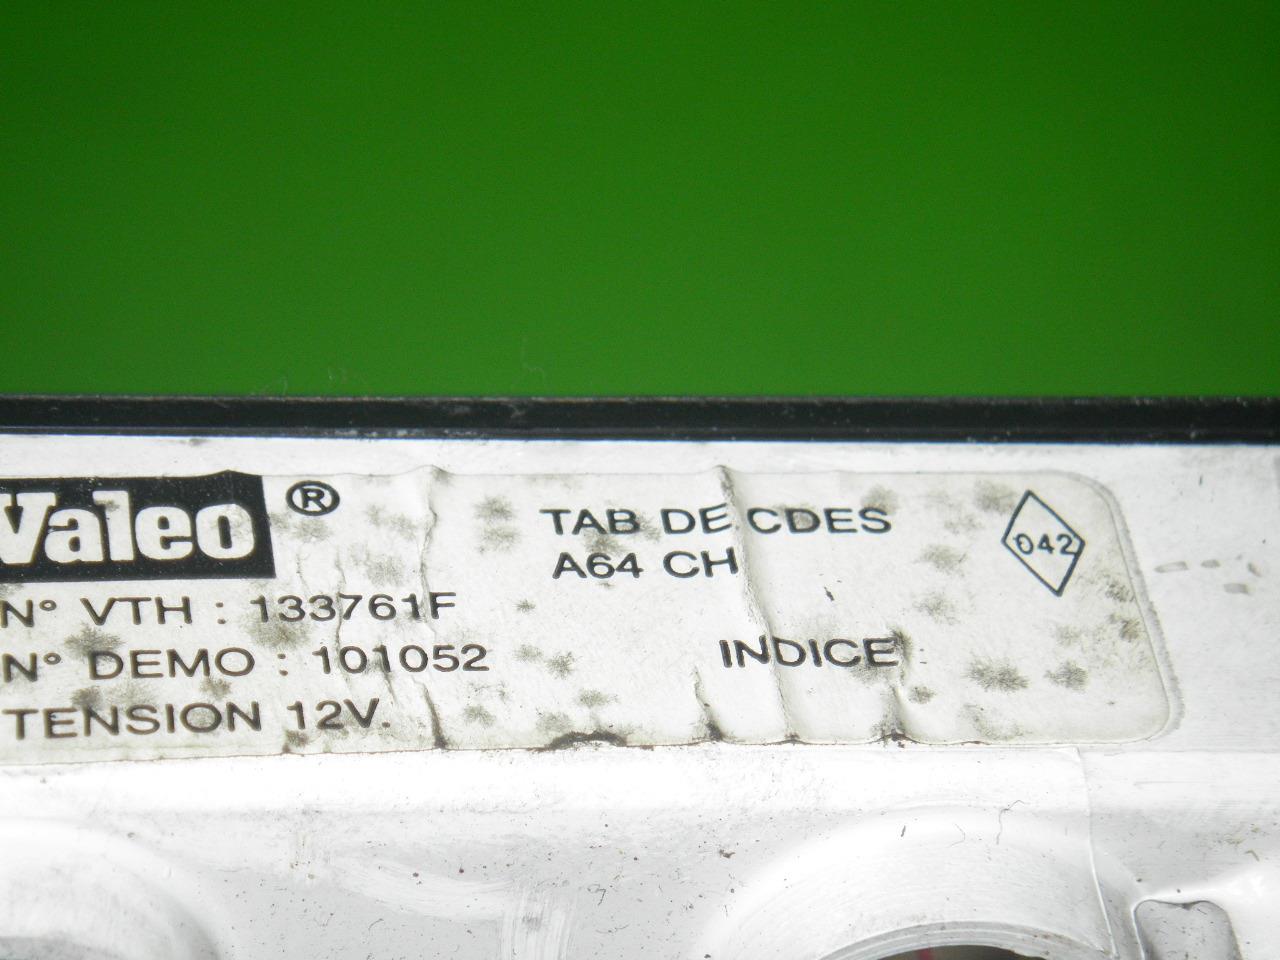 Valeo ®
TAB DE CDES
A64 CH
042
N° VTH : 133761F
N° DEMO : 101052
INDICE :
TENSION 12V.